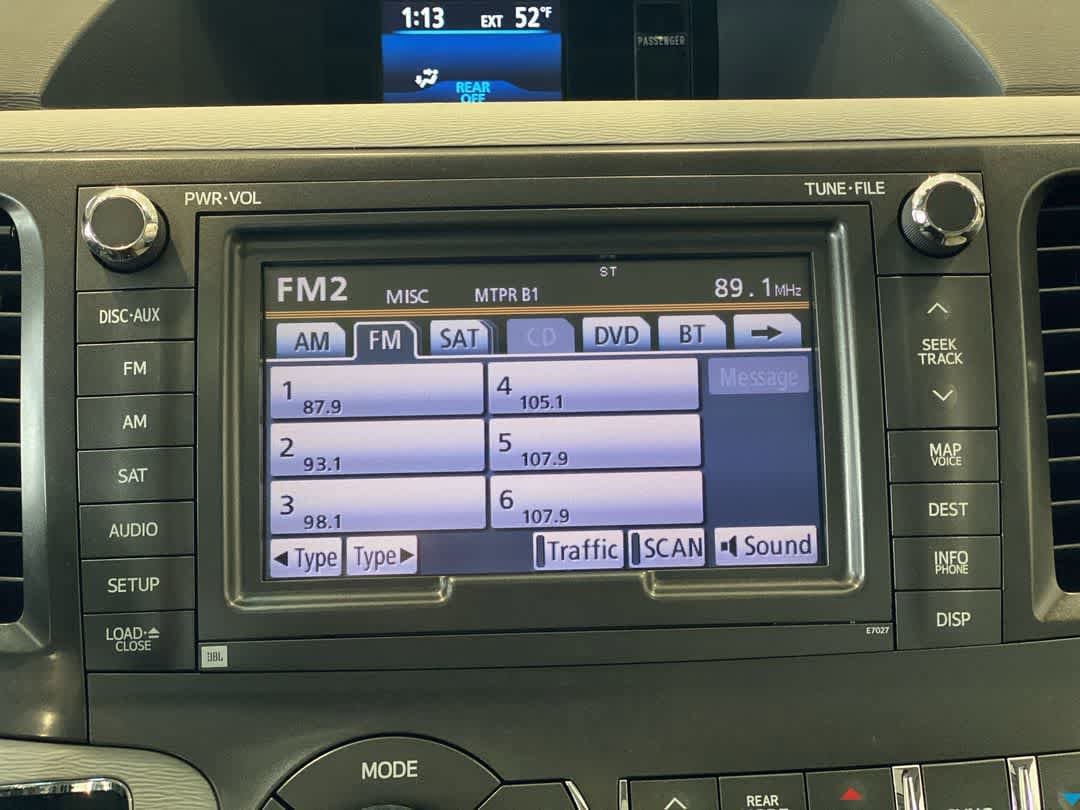 1:13 EXT 52°F
PASSENGER
REAR
OFF
PWR·VOL
TUNE·FILE
ST
FM2 MISC MTPR B1 89.1MHz
AM FM SAT CD DVD BT
DISC·AUX
FM
AM
SAT
AUDIO
SETUP
LOAD·⏏
CLOSE
1 87.9
4 105.1
Message
2 93.1
5 107.9
3 98.1
6 107.9
◀Type Type▶ Traffic SCAN Sound
SEEK
TRACK
MAP
VOICE
DEST
INFO
PHONE
DISP
E7027
JBL
MODE
REAR